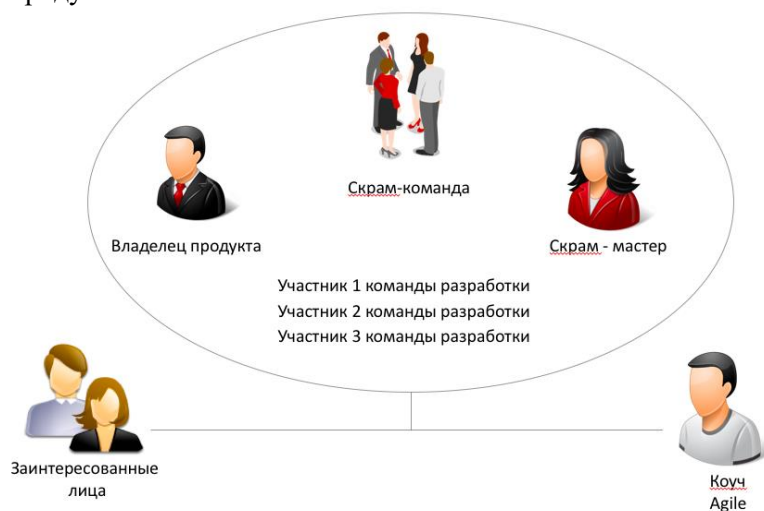 Скрам-команда
Владелец продукта
Скрам - мастер
Участник 1 команды разработки
Участник 2 команды разработки
Участник 3 команды разработки
Заинтересованные
лица
Коуч
Agile